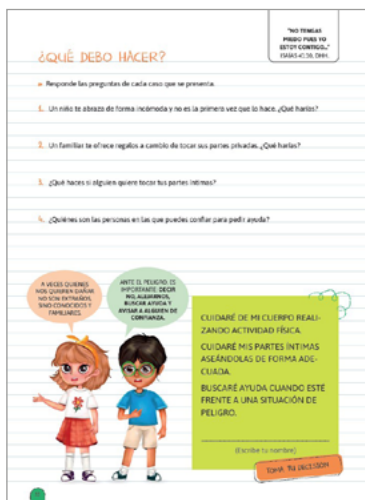 "NO TENGAS
MIEDO PUES YO
ESTOY CONTIGO..."
ISAÍAS 41:10, DHH.
¿QUÉ DEBO HACER?
Responde las preguntas de cada caso que se presenta.
1. Un niño te abraza de forma incómoda y no es la primera vez que lo hace. ¿Qué harías?
2. Un familiar te ofrece regalos a cambio de tocar sus partes privadas. ¿Qué harías?
3. ¿Qué haces si alguien quiere tocar tus partes íntimas?
4. ¿Quiénes son las personas en las que puedes confiar para pedir ayuda?
A VECES QUIENES
NOS QUIEREN DAÑAR
NO SON EXTRAÑOS,
SINO CONOCIDOS Y
FAMILIARES.
ANTE EL PELIGRO, ES
IMPORTANTE: DECIR
NO, ALEJARNOS,
BUSCAR AYUDA Y
AVISAR A ALGUIEN DE
CONFIANZA.
CUIDARÉ DE MI CUERPO REALI-
ZANDO ACTIVIDAD FÍSICA.
CUIDARÉ MIS PARTES ÍNTIMAS
ASEÁNDOLAS DE FORMA ADE-
CUADA.
BUSCARÉ AYUDA CUANDO ESTÉ
FRENTE A UNA SITUACIÓN DE
PELIGRO.
(Escribe tu nombre)
TOMA TU DECISIÓN